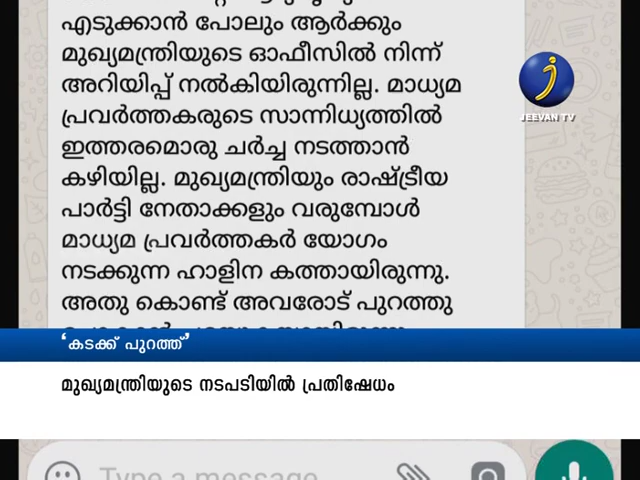 എടുക്കാൻ പോലും ആർക്കും
മുഖ്യമന്ത്രിയുടെ ഓഫീസിൽ നിന്ന്
അറിയിപ്പ് നൽകിയിരുന്നില്ല. മാധ്യമ
പ്രവർത്തകരുടെ സാന്നിധ്യത്തിൽ
ഇത്തരമൊരു ചർച്ച നടത്താൻ
കഴിയില്ല. മുഖ്യമന്ത്രിയും രാഷ്ട്രീയ
പാർട്ടി നേതാക്കളും വരുമ്പോൾ
മാധ്യമ പ്രവർത്തകർ യോഗം
നടക്കുന്ന ഹാളിന കത്തായിരുന്നു.
അതു കൊണ്ട് അവരോട് പുറത്തു
JEEVAN TV
‘കടക്ക് പുറത്ത്’
മുഖ്യമന്ത്രിയുടെ നടപടിയിൽ പ്രതിഷേധം
Type a message